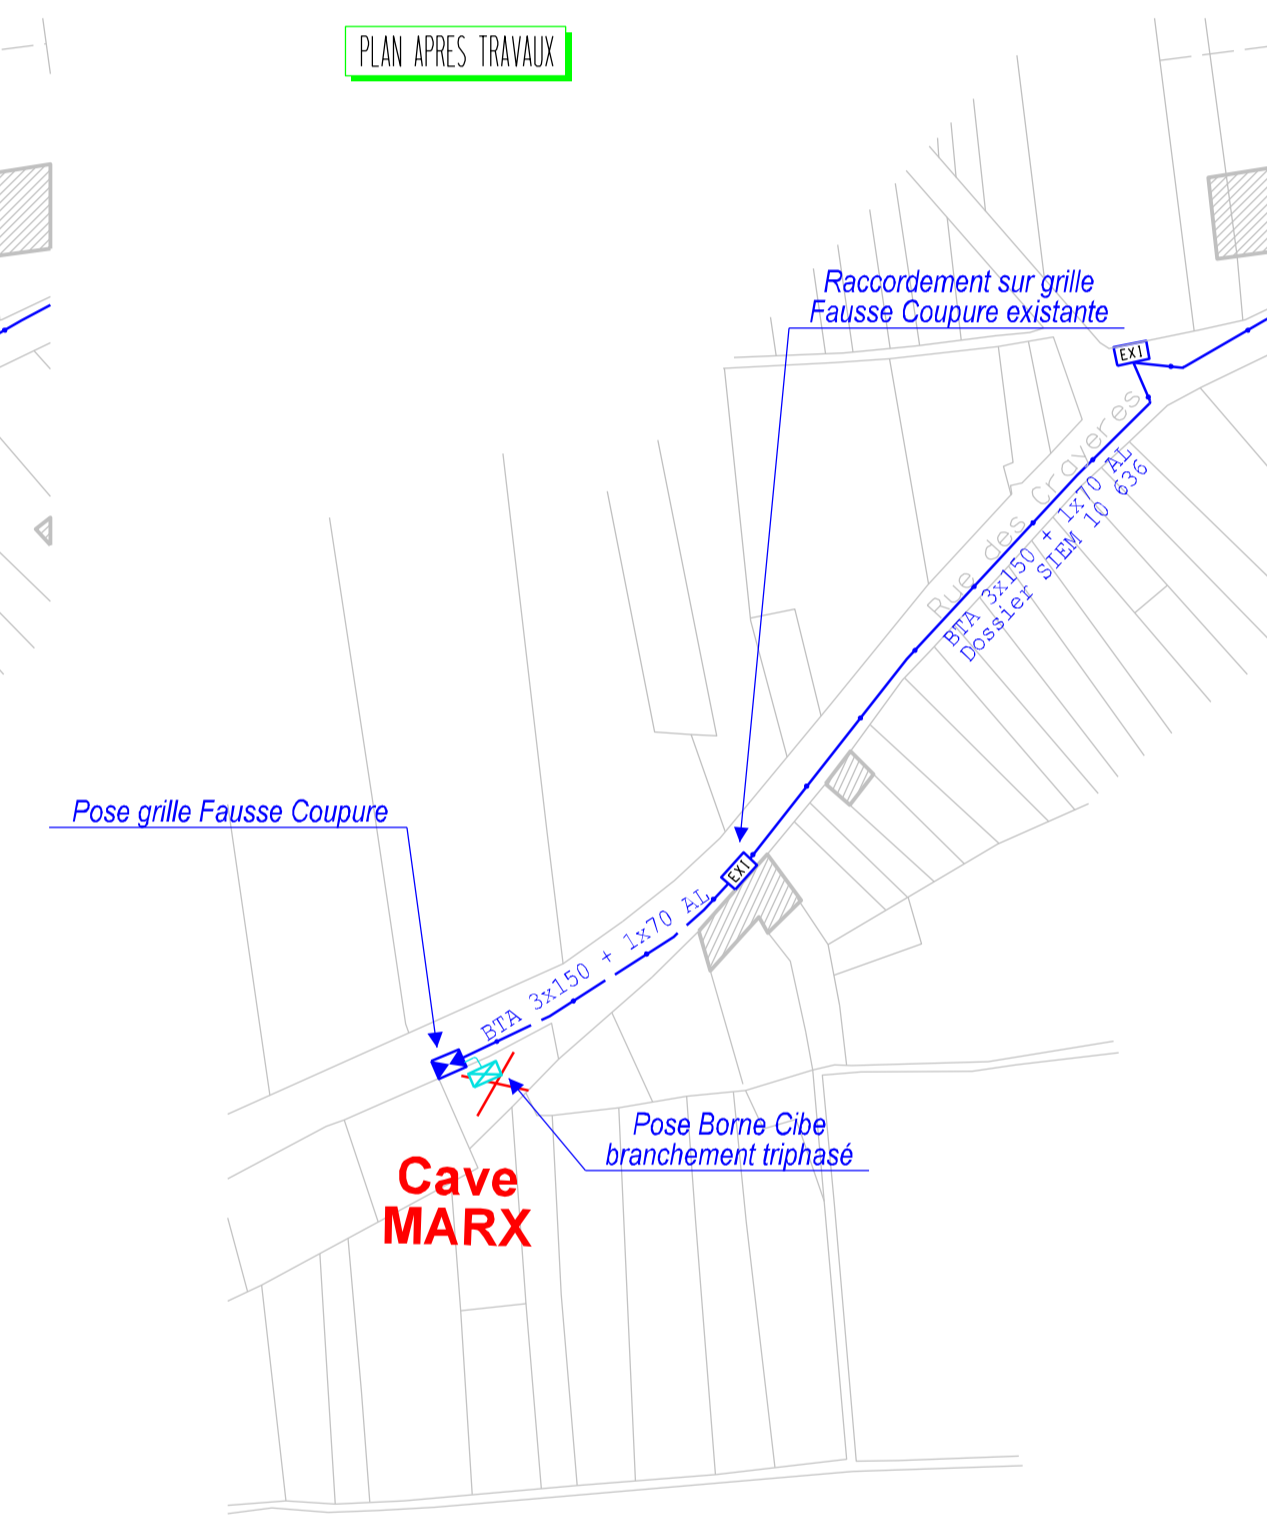 PLAN APRES TRAVAUX
Raccordement sur grille
Fausse Coupure existante
EXI
Rue des Crayeres
BTA 3x150 + 1x70 AL
Dossier SIEM 10 636
Pose grille Fausse Coupure
EXI
BTA 3x150 + 1x70 AL
Pose Borne Cibe
branchement triphasé
Cave
MARX